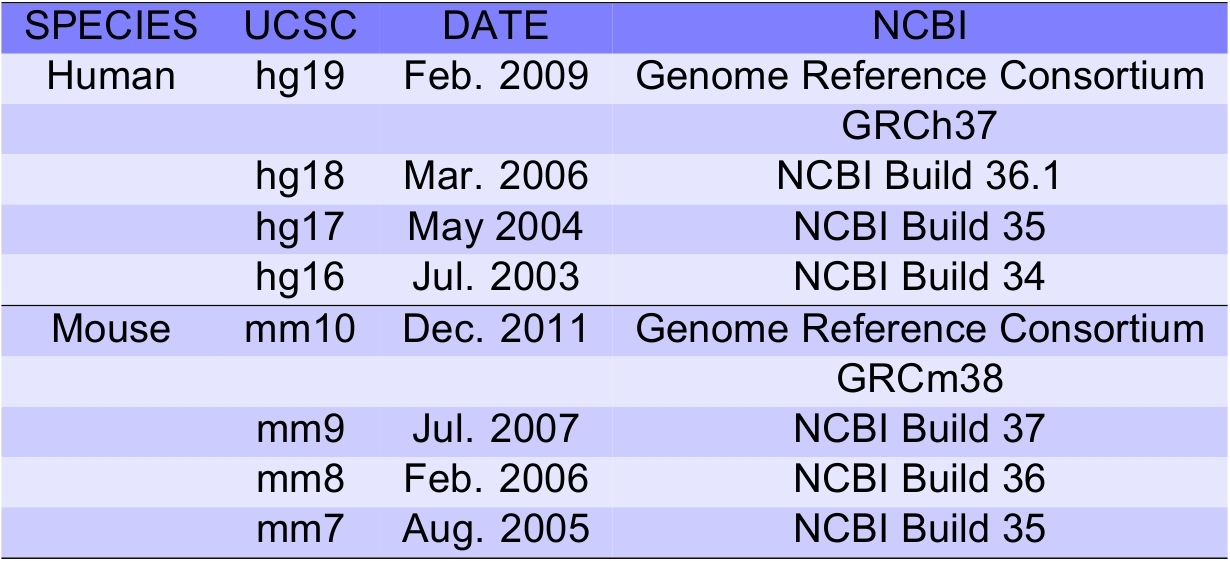 SPECIES UCSC DATE NCBI
Human hg19 Feb. 2009 Genome Reference Consortium
GRCh37
hg18 Mar. 2006 NCBI Build 36.1
hg17 May 2004 NCBI Build 35
hg16 Jul. 2003 NCBI Build 34
Mouse mm10 Dec. 2011 Genome Reference Consortium
GRCm38
mm9 Jul. 2007 NCBI Build 37
mm8 Feb. 2006 NCBI Build 36
mm7 Aug. 2005 NCBI Build 35